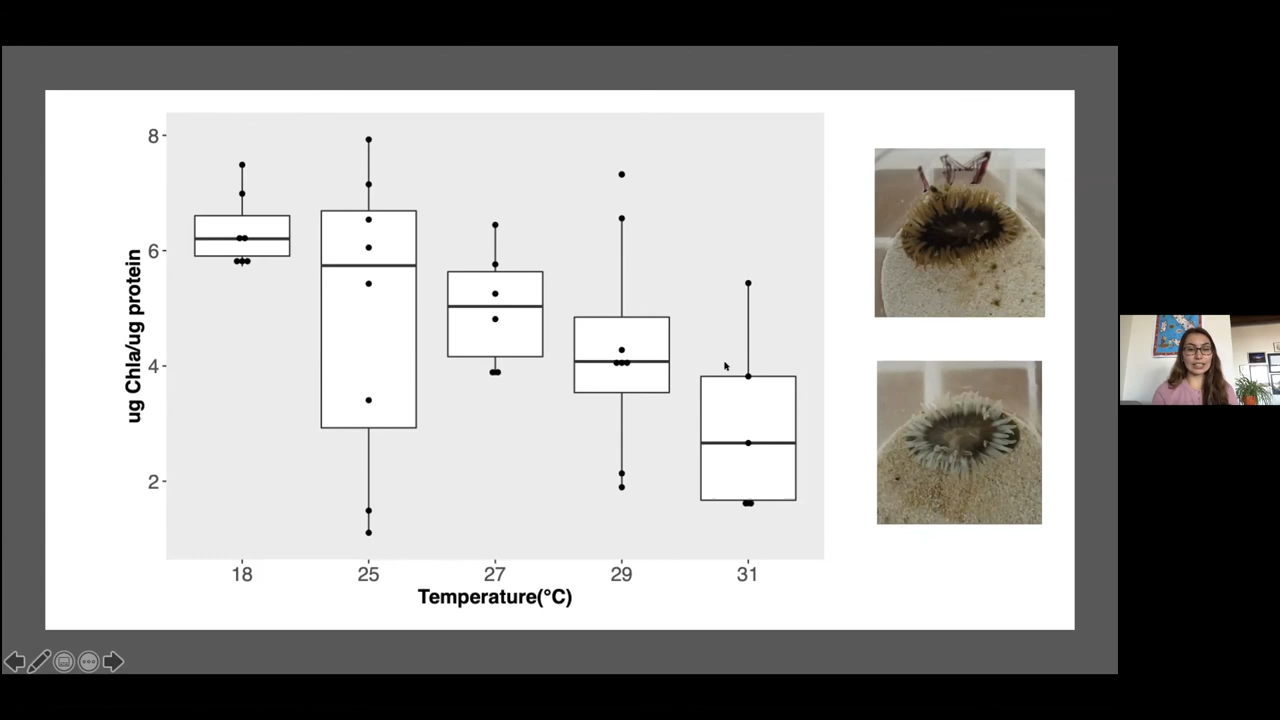 8
6
4
2
ug Chla/ug protein
18 25 27 29 31
Temperature(°C)